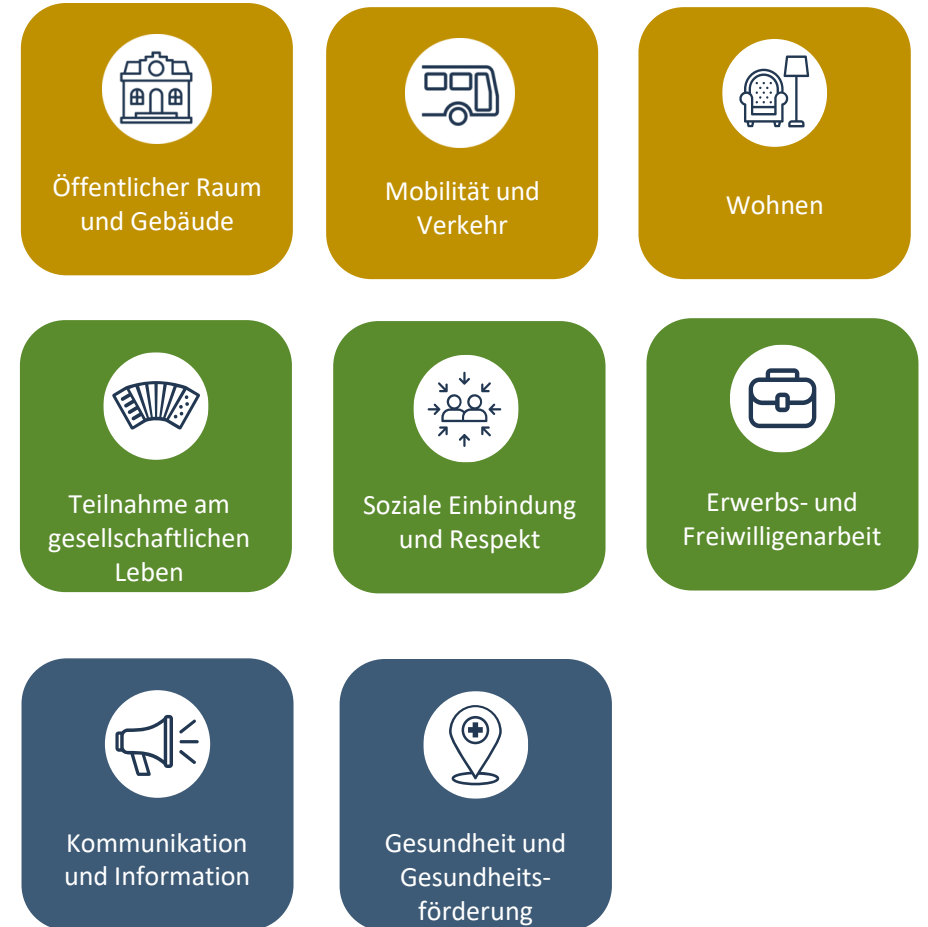 Öffentlicher Raum
und Gebäude
Mobilität und
Verkehr
Wohnen
Teilnahme am
gesellschaftlichen
Leben
Soziale Einbindung
und Respekt
Erwerbs- und
Freiwilligenarbeit
Kommunikation
und Information
Gesundheit und
Gesundheits-
förderung